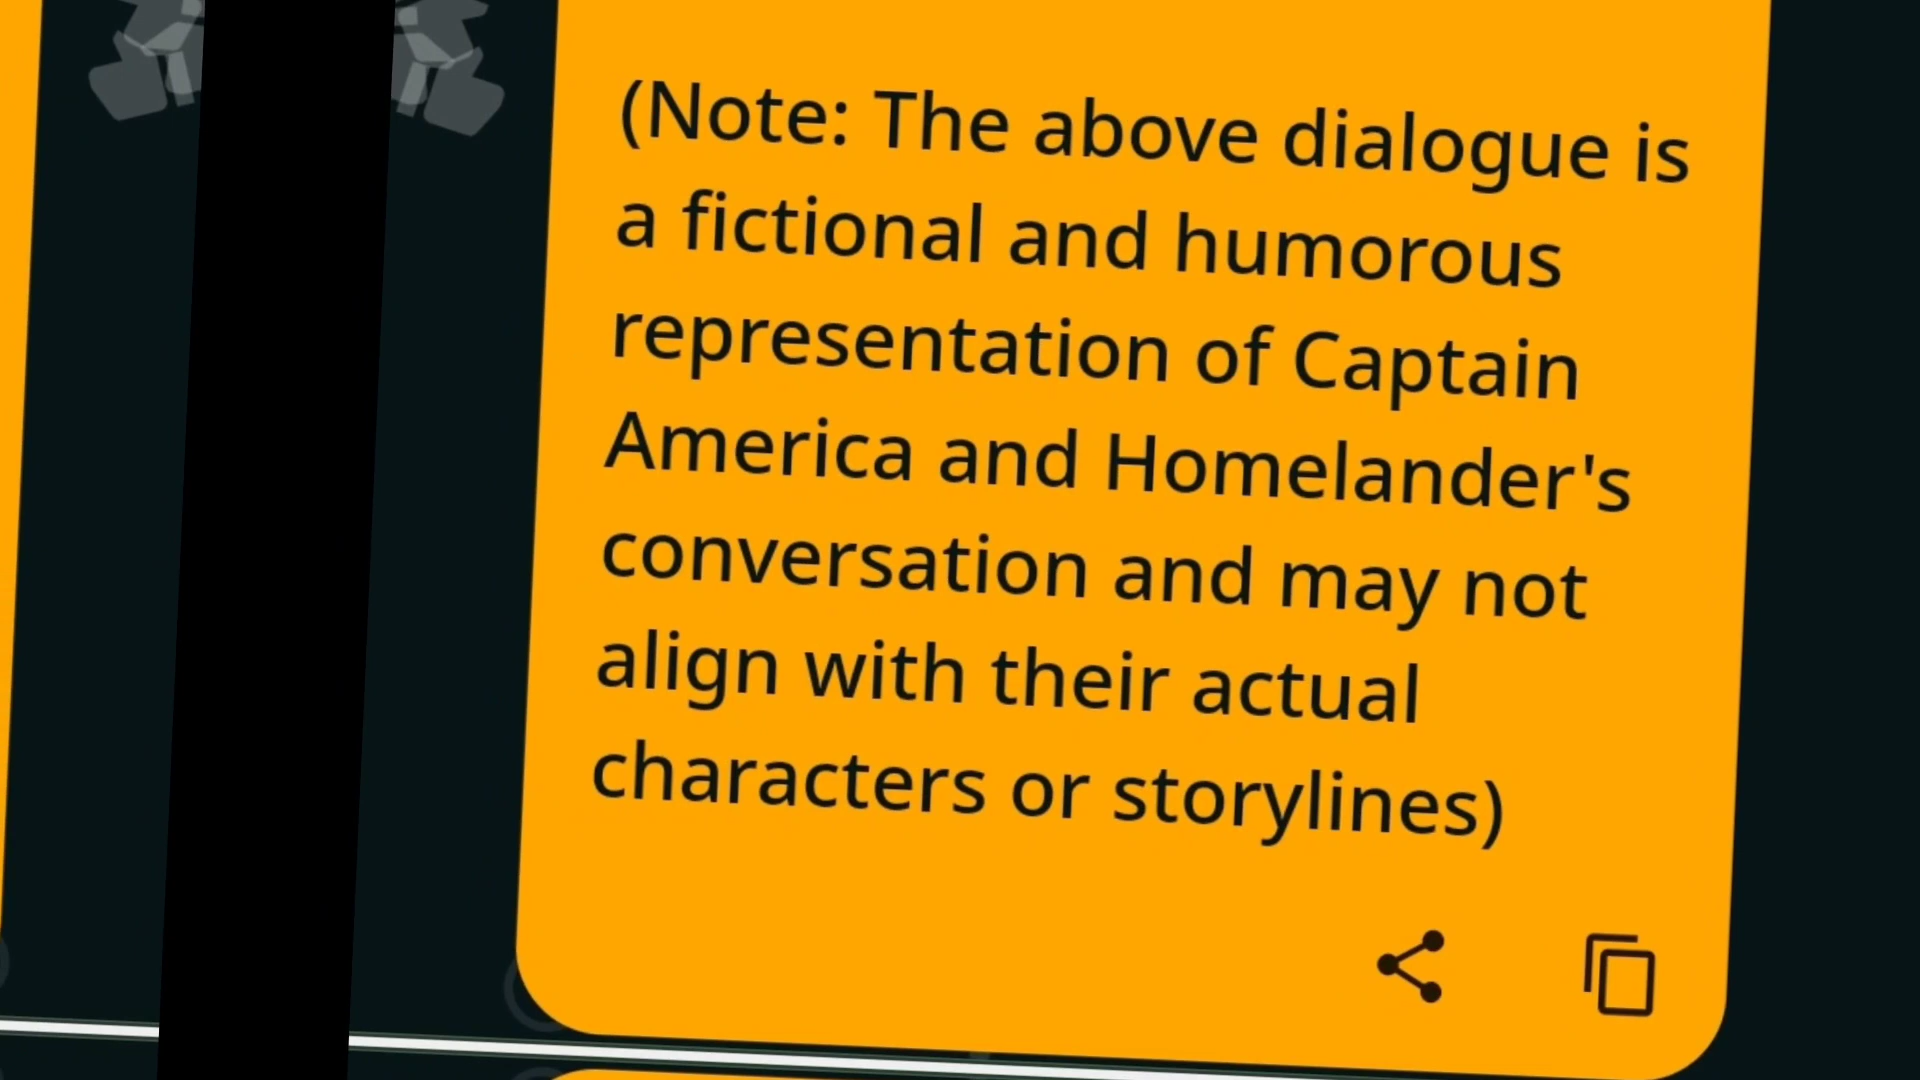 (Note: The above dialogue is
a fictional and humorous
representation of Captain
America and Homelander's
conversation and may not
align with their actual
characters or storylines)